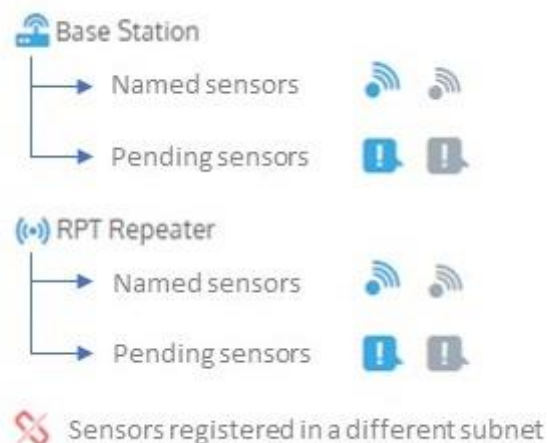 Base Station
Named sensors
Pending sensors
RPT Repeater
Named sensors
Pending sensors
Sensors registered in a different subnet